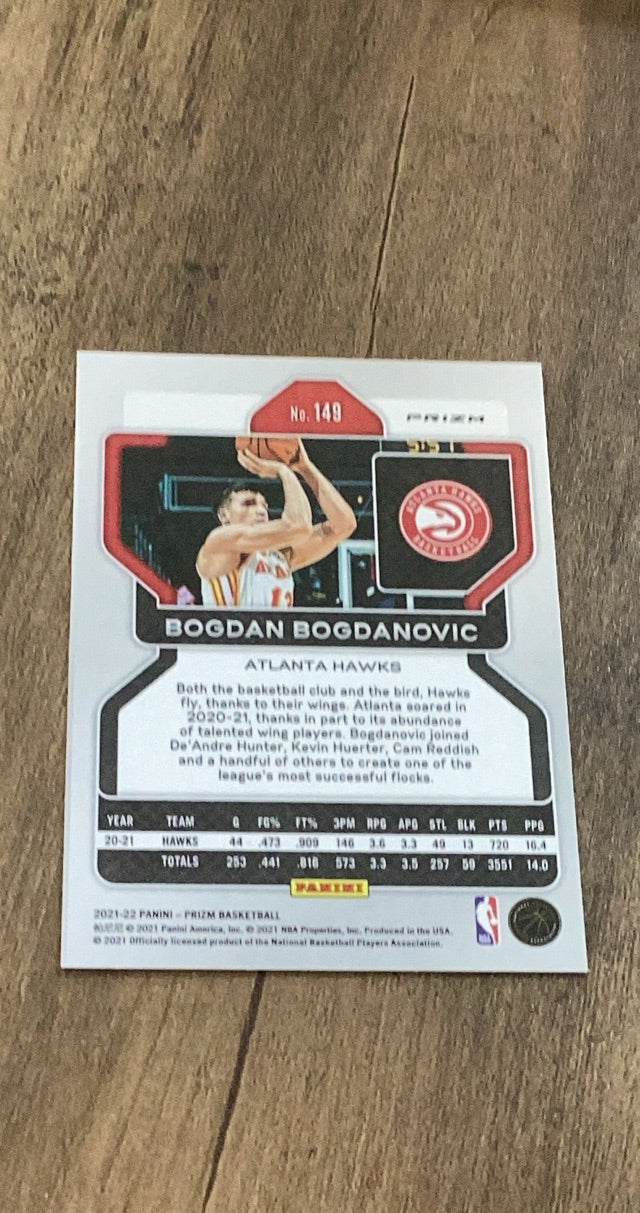 No. 149
PRIZM
ATLANTA HAWKS
BASKETBALL
BOGDAN BOGDANOVIC
ATLANTA HAWKS
Both the basketball club and the bird, Hawks
fly, thanks to their wings. Atlanta soared in
2020-21, thanks in part to its abundance
of talented wing players. Bogdanovic joined
De'Andre Hunter, Kevin Huerter, Cam Reddish
and a handful of others to create one of the
league's most successful flocks.
YEAR TEAM G FG% FT% 3PM RPG APG STL BLK PTS PPG
20-21 HAWKS 44 .473 .909 146 3.6 3.3 49 13 720 16.4
TOTALS 253 .441 .816 573 3.3 3.5 257 59 3551 14.0
PANINI
2021-22 PANINI – PRIZM BASKETBALL
© 2021 Panini America, Inc. © 2021 NBA Properties, Inc. Produced in the USA.
© 2021 Officially licensed product of the National Basketball Players Association.
NBA